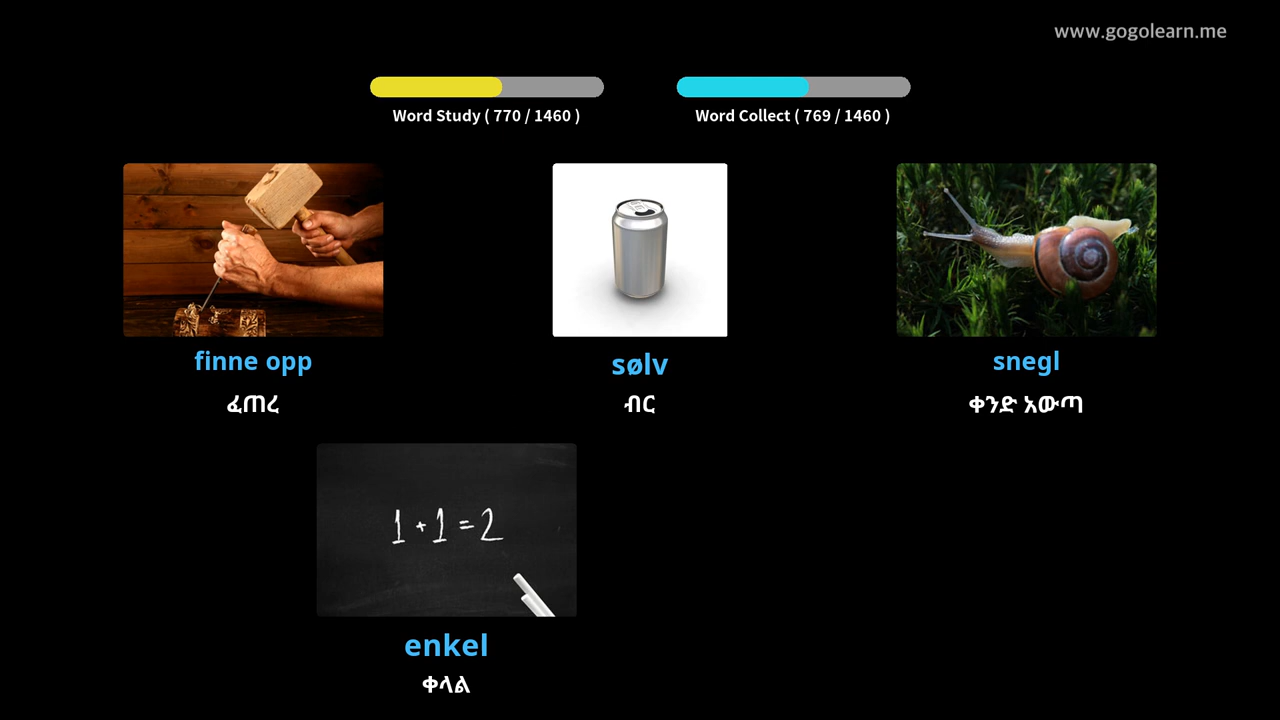 www.gogolearn.me
Word Study ( 770 / 1460 )
Word Collect ( 769 / 1460 )
finne opp
ፈጠረ
sølv
ብር
snegl
ቀንድ አውጣ
1 + 1 = 2
enkel
ቀላል